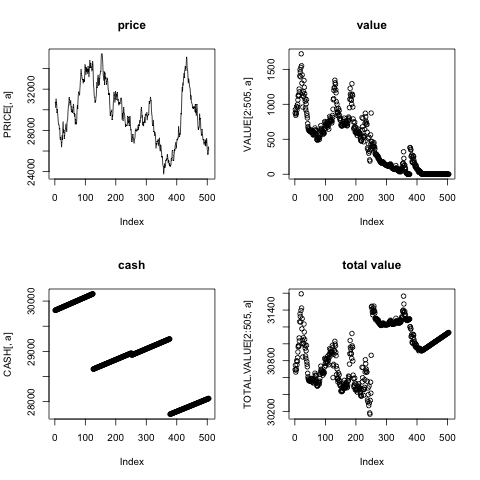 price
PRICE[, a]
24000 28000 32000
0 100 200 300 400 500
Index
value
VALUE[2:505, a]
0 500 1000 1500
0 100 200 300 400 500
Index
cash
CASH[, a]
28000 29000 30000
0 100 200 300 400 500
Index
total value
TOTAL.VALUE[2:505, a]
30200 30800 31400
0 100 200 300 400 500
Index